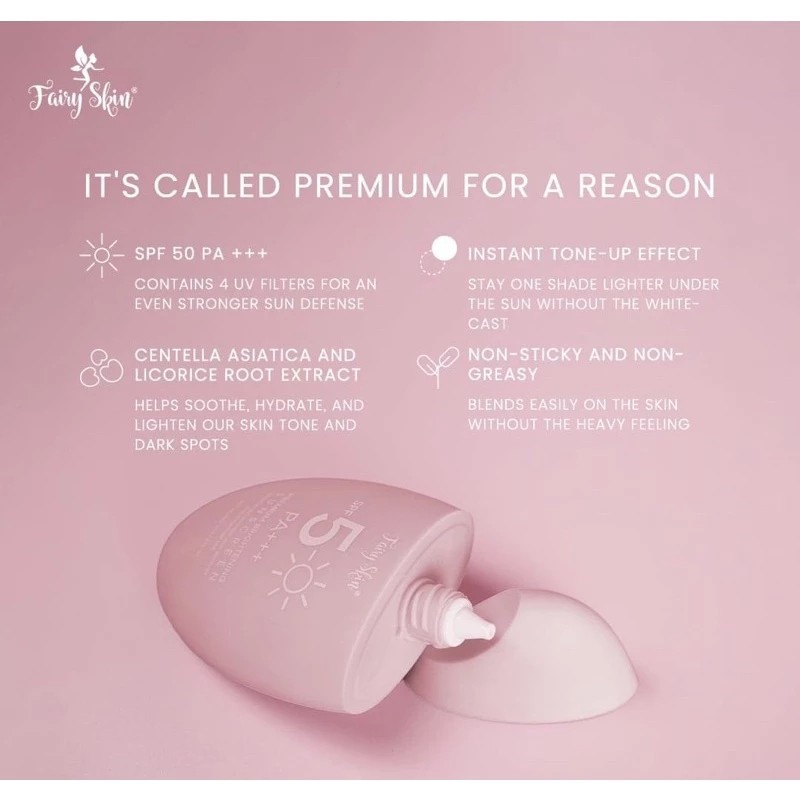 Fairy Skin®
IT'S CALLED PREMIUM FOR A REASON
SPF 50 PA +++
CONTAINS 4 UV FILTERS FOR AN
EVEN STRONGER SUN DEFENSE
INSTANT TONE-UP EFFECT
STAY ONE SHADE LIGHTER UNDER
THE SUN WITHOUT THE WHITE-
CAST
CENTELLA ASIATICA AND
LICORICE ROOT EXTRACT
HELPS SOOTHE, HYDRATE, AND
LIGHTEN OUR SKIN TONE AND
DARK SPOTS
NON-STICKY AND NON-
GREASY
BLENDS EASILY ON THE SKIN
WITHOUT THE HEAVY FEELING
Fairy Skin®
SPF
5
PA+++
PREMIUM BRIGHTENING
SUNSCREEN